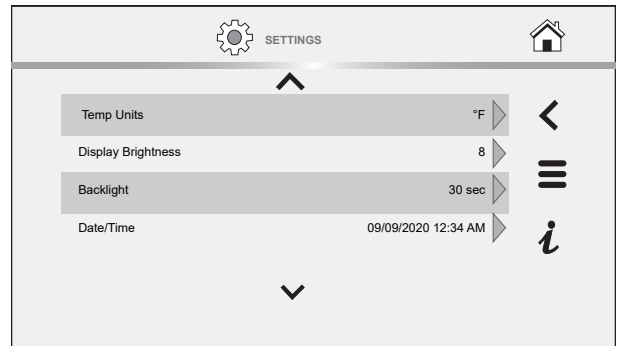 SETTINGS
Temp Units °F
Display Brightness 8
Backlight 30 sec
Date/Time 09/09/2020 12:34 AM
i